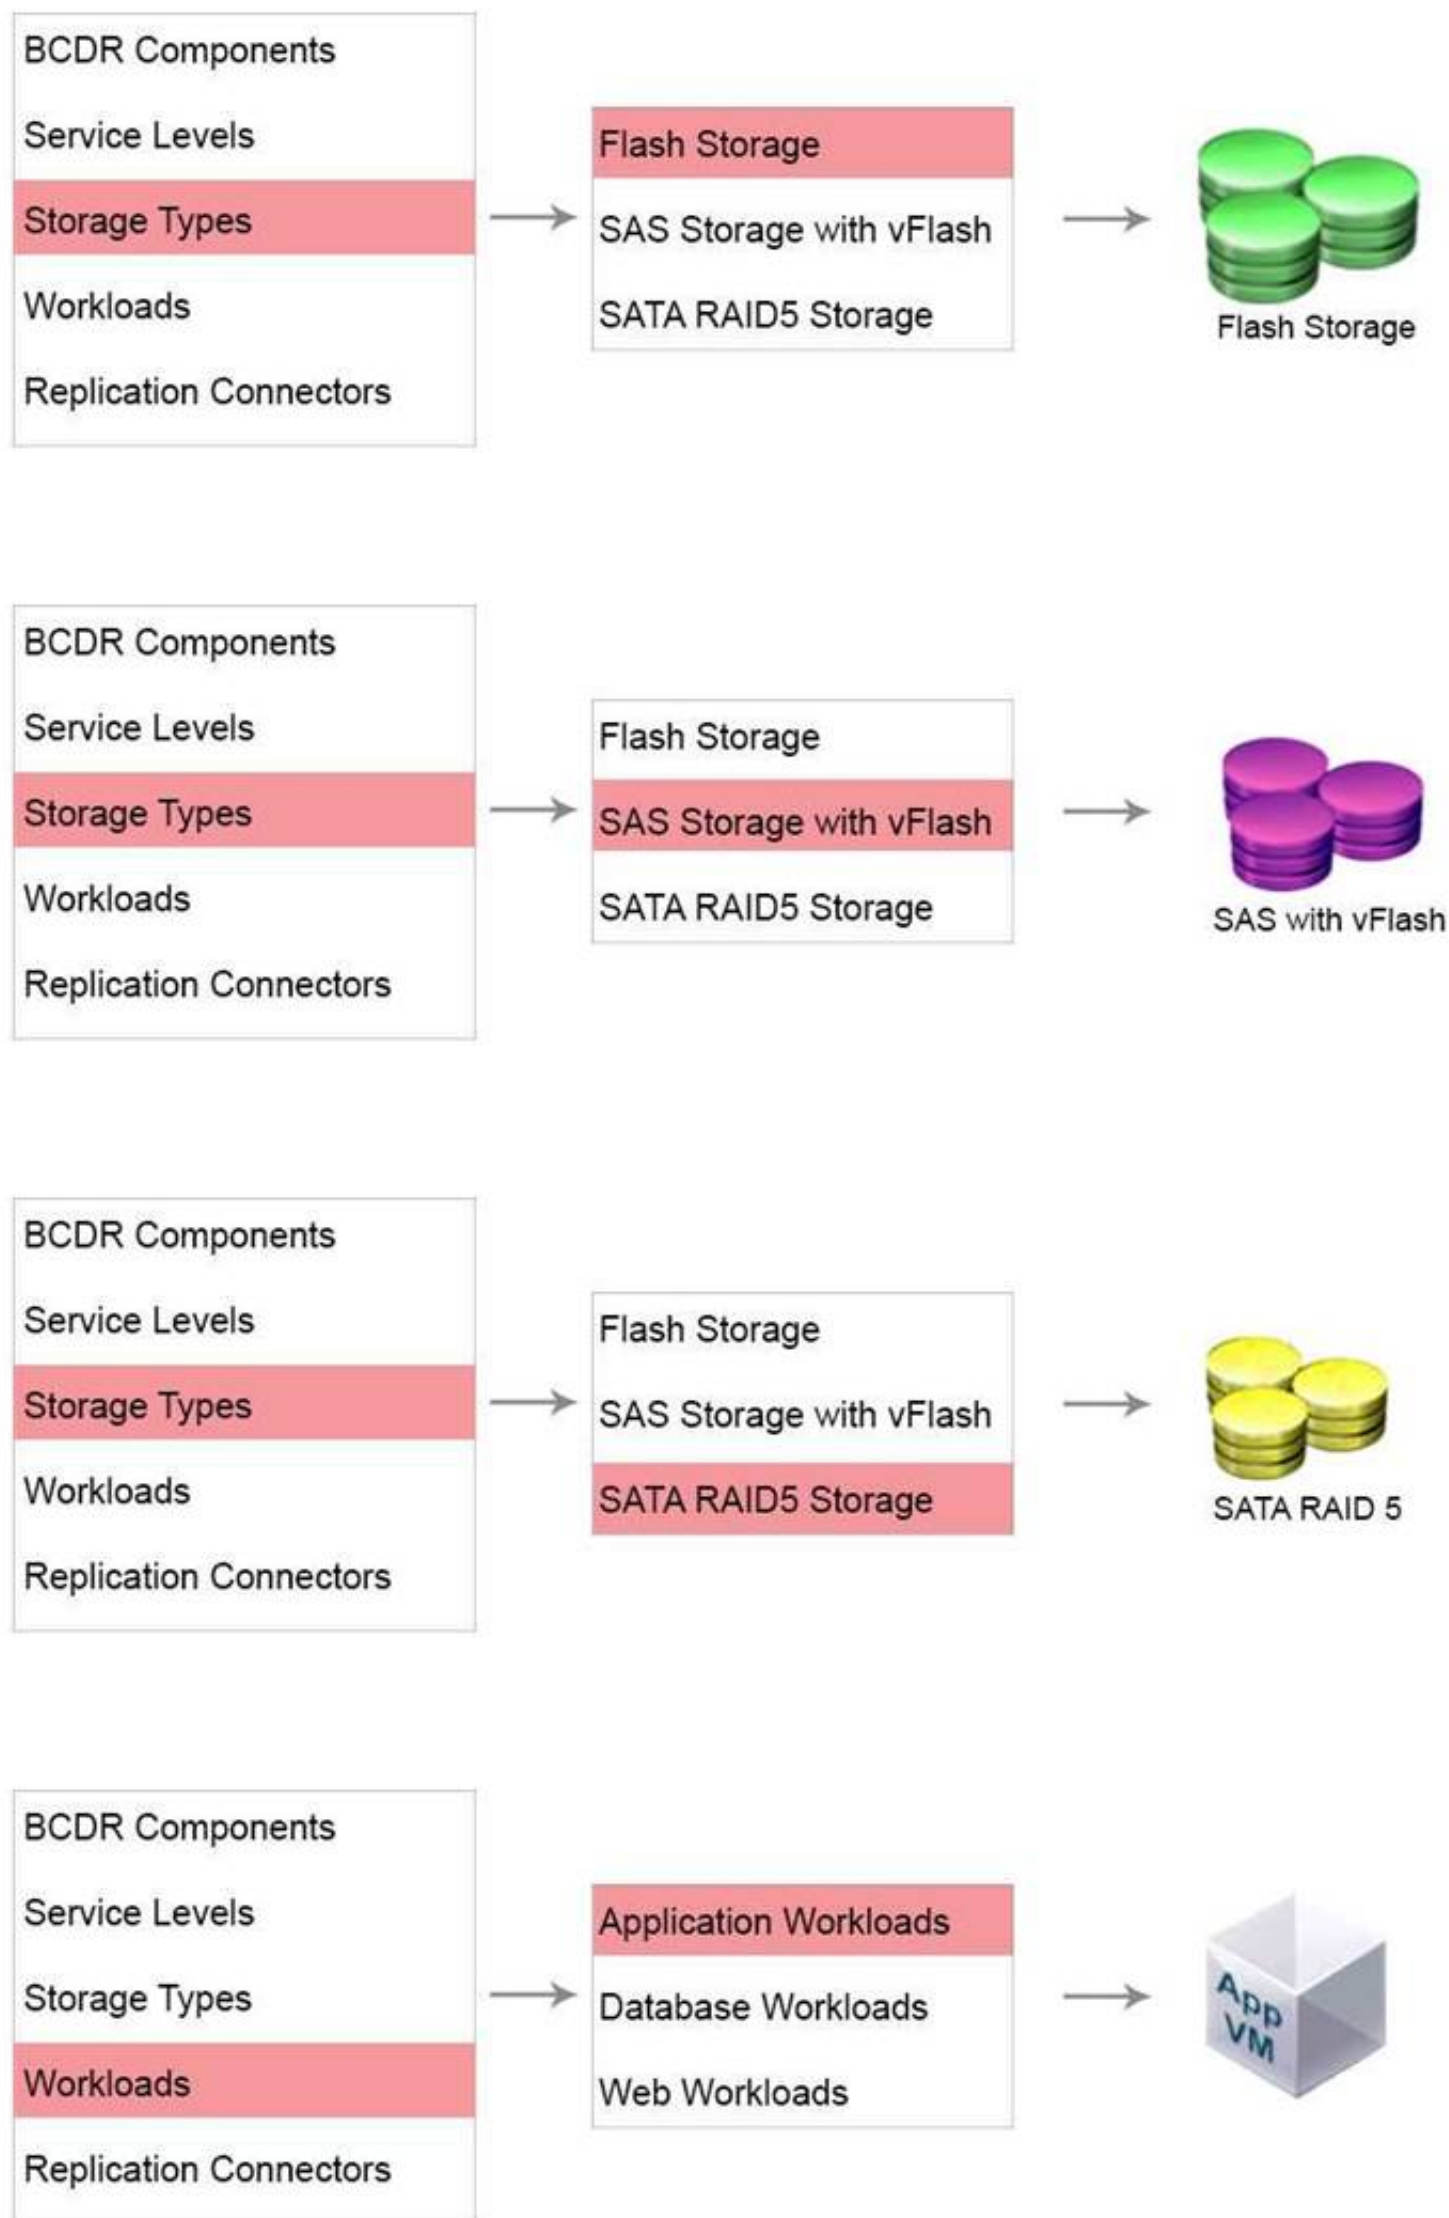 BCDR Components
Service Levels
Storage Types
Workloads
Replication Connectors
Flash Storage
SAS Storage with vFlash
SATA RAID5 Storage
Flash Storage
BCDR Components
Service Levels
Storage Types
Workloads
Replication Connectors
Flash Storage
SAS Storage with vFlash
SATA RAID5 Storage
SAS with vFlash
BCDR Components
Service Levels
Storage Types
Workloads
Replication Connectors
Flash Storage
SAS Storage with vFlash
SATA RAID5 Storage
SATA RAID 5
BCDR Components
Service Levels
Storage Types
Workloads
Replication Connectors
Application Workloads
Database Workloads
Web Workloads
App
VM